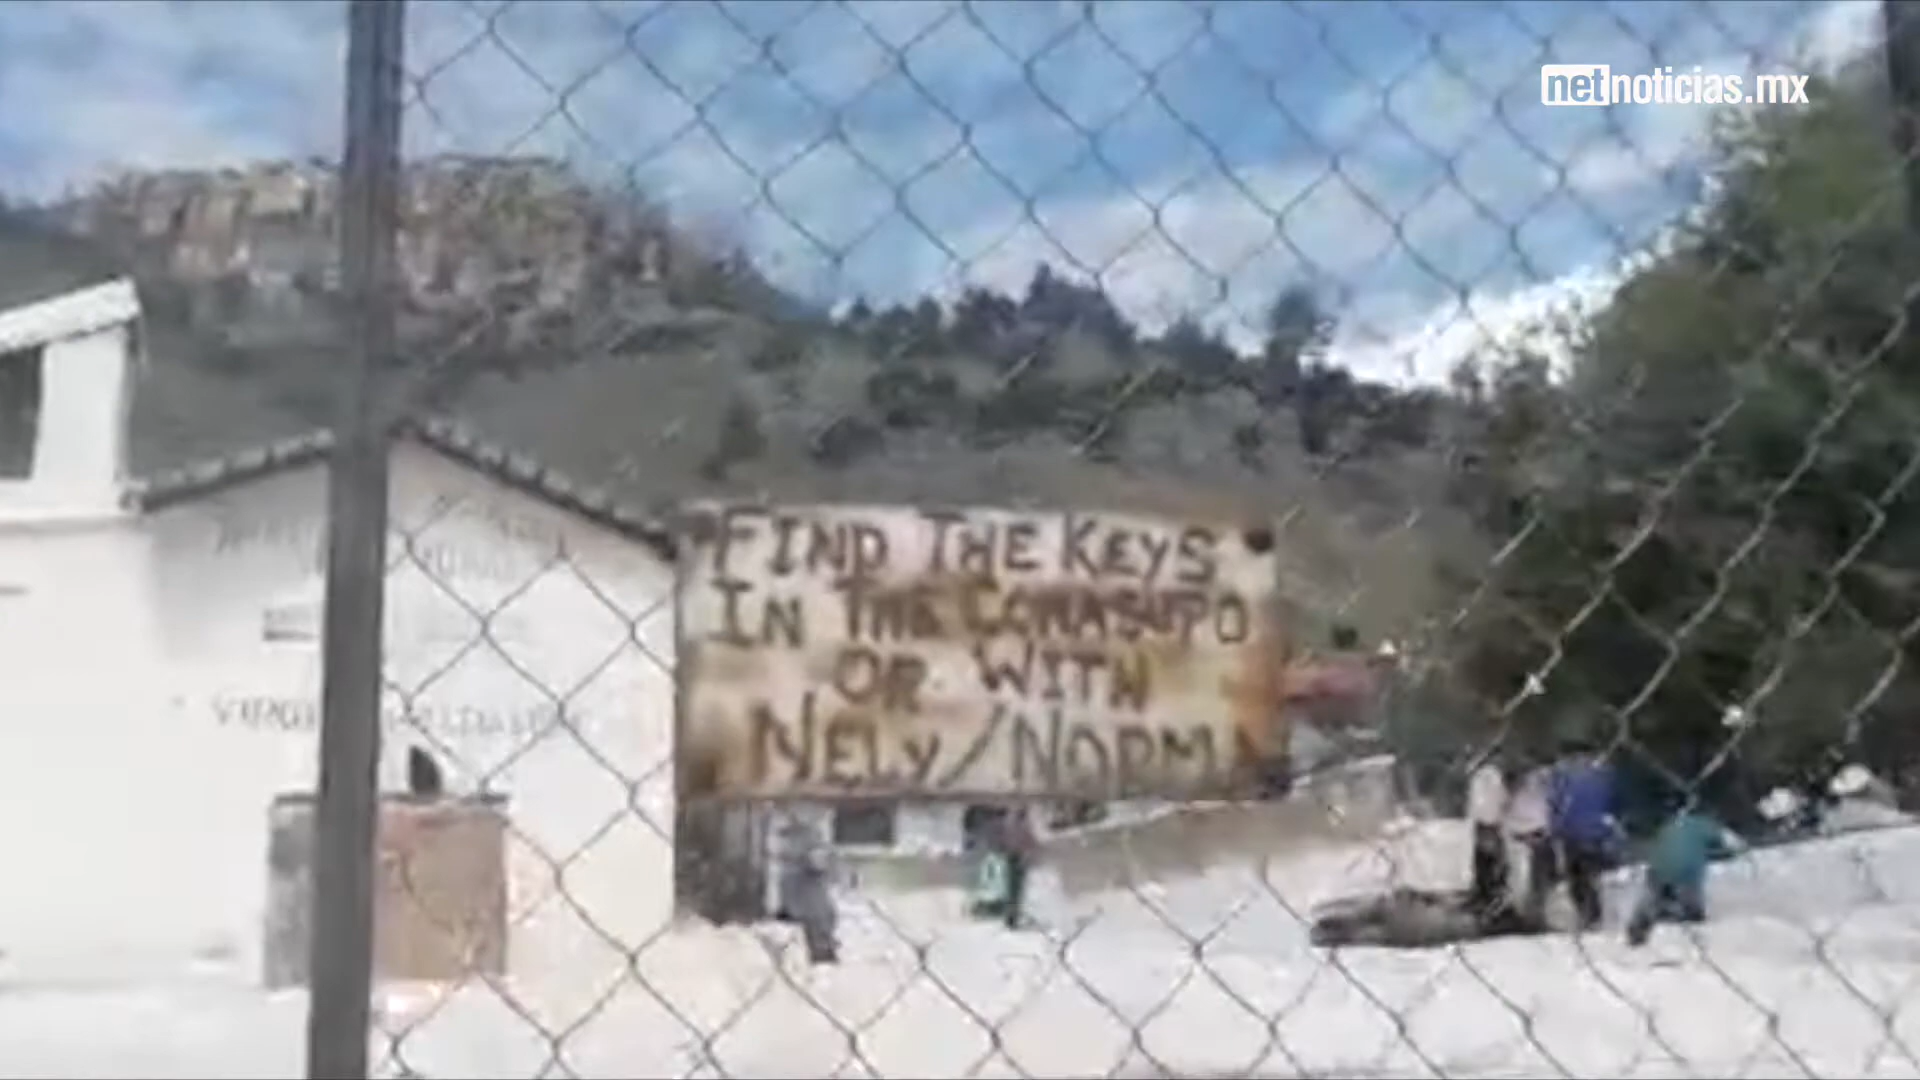 netnoticias.mx
FIND THE KEYS
IN THE CONASUPO
OR WITH
NELY/NORMA